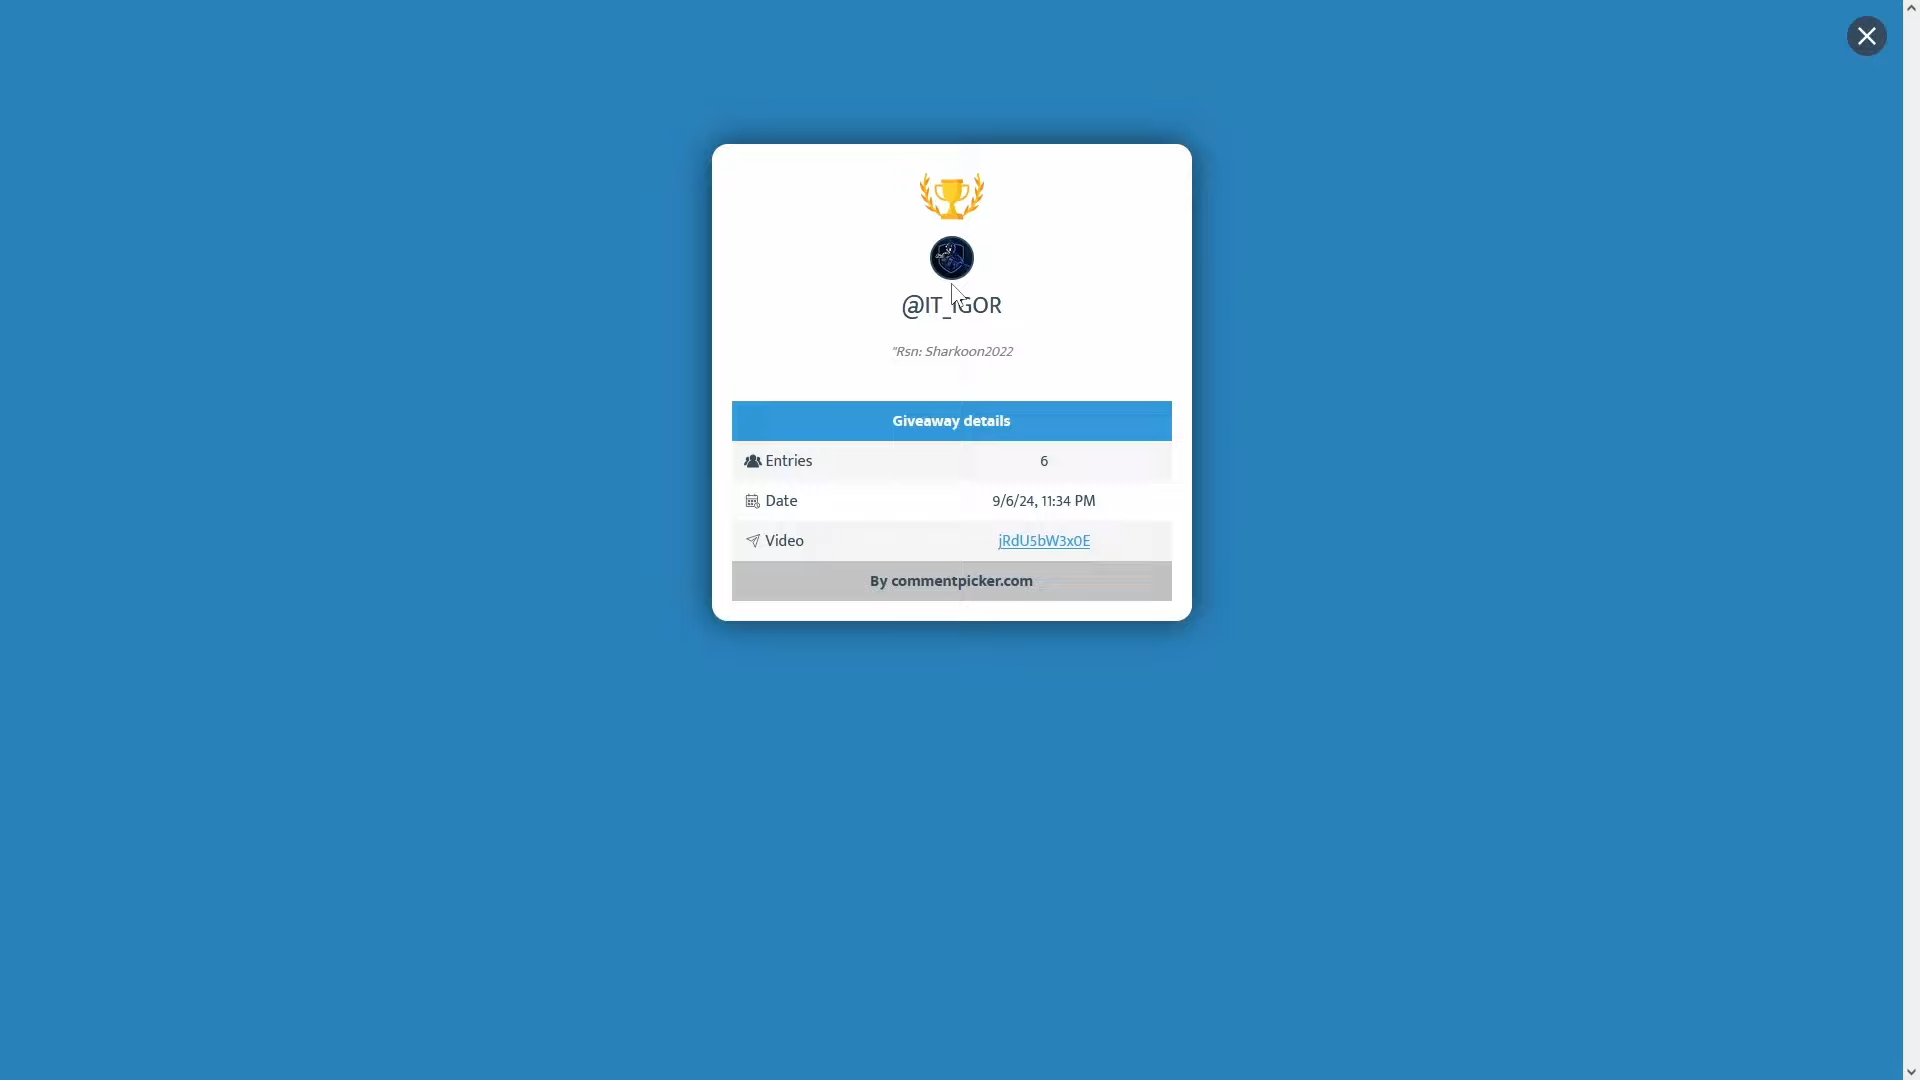 @IT_IGOR
"Rsn: Sharkoon2022
Giveaway details
Entries 6
Date 9/6/24, 11:34 PM
Video jRdU5bW3x0E
By commentpicker.com